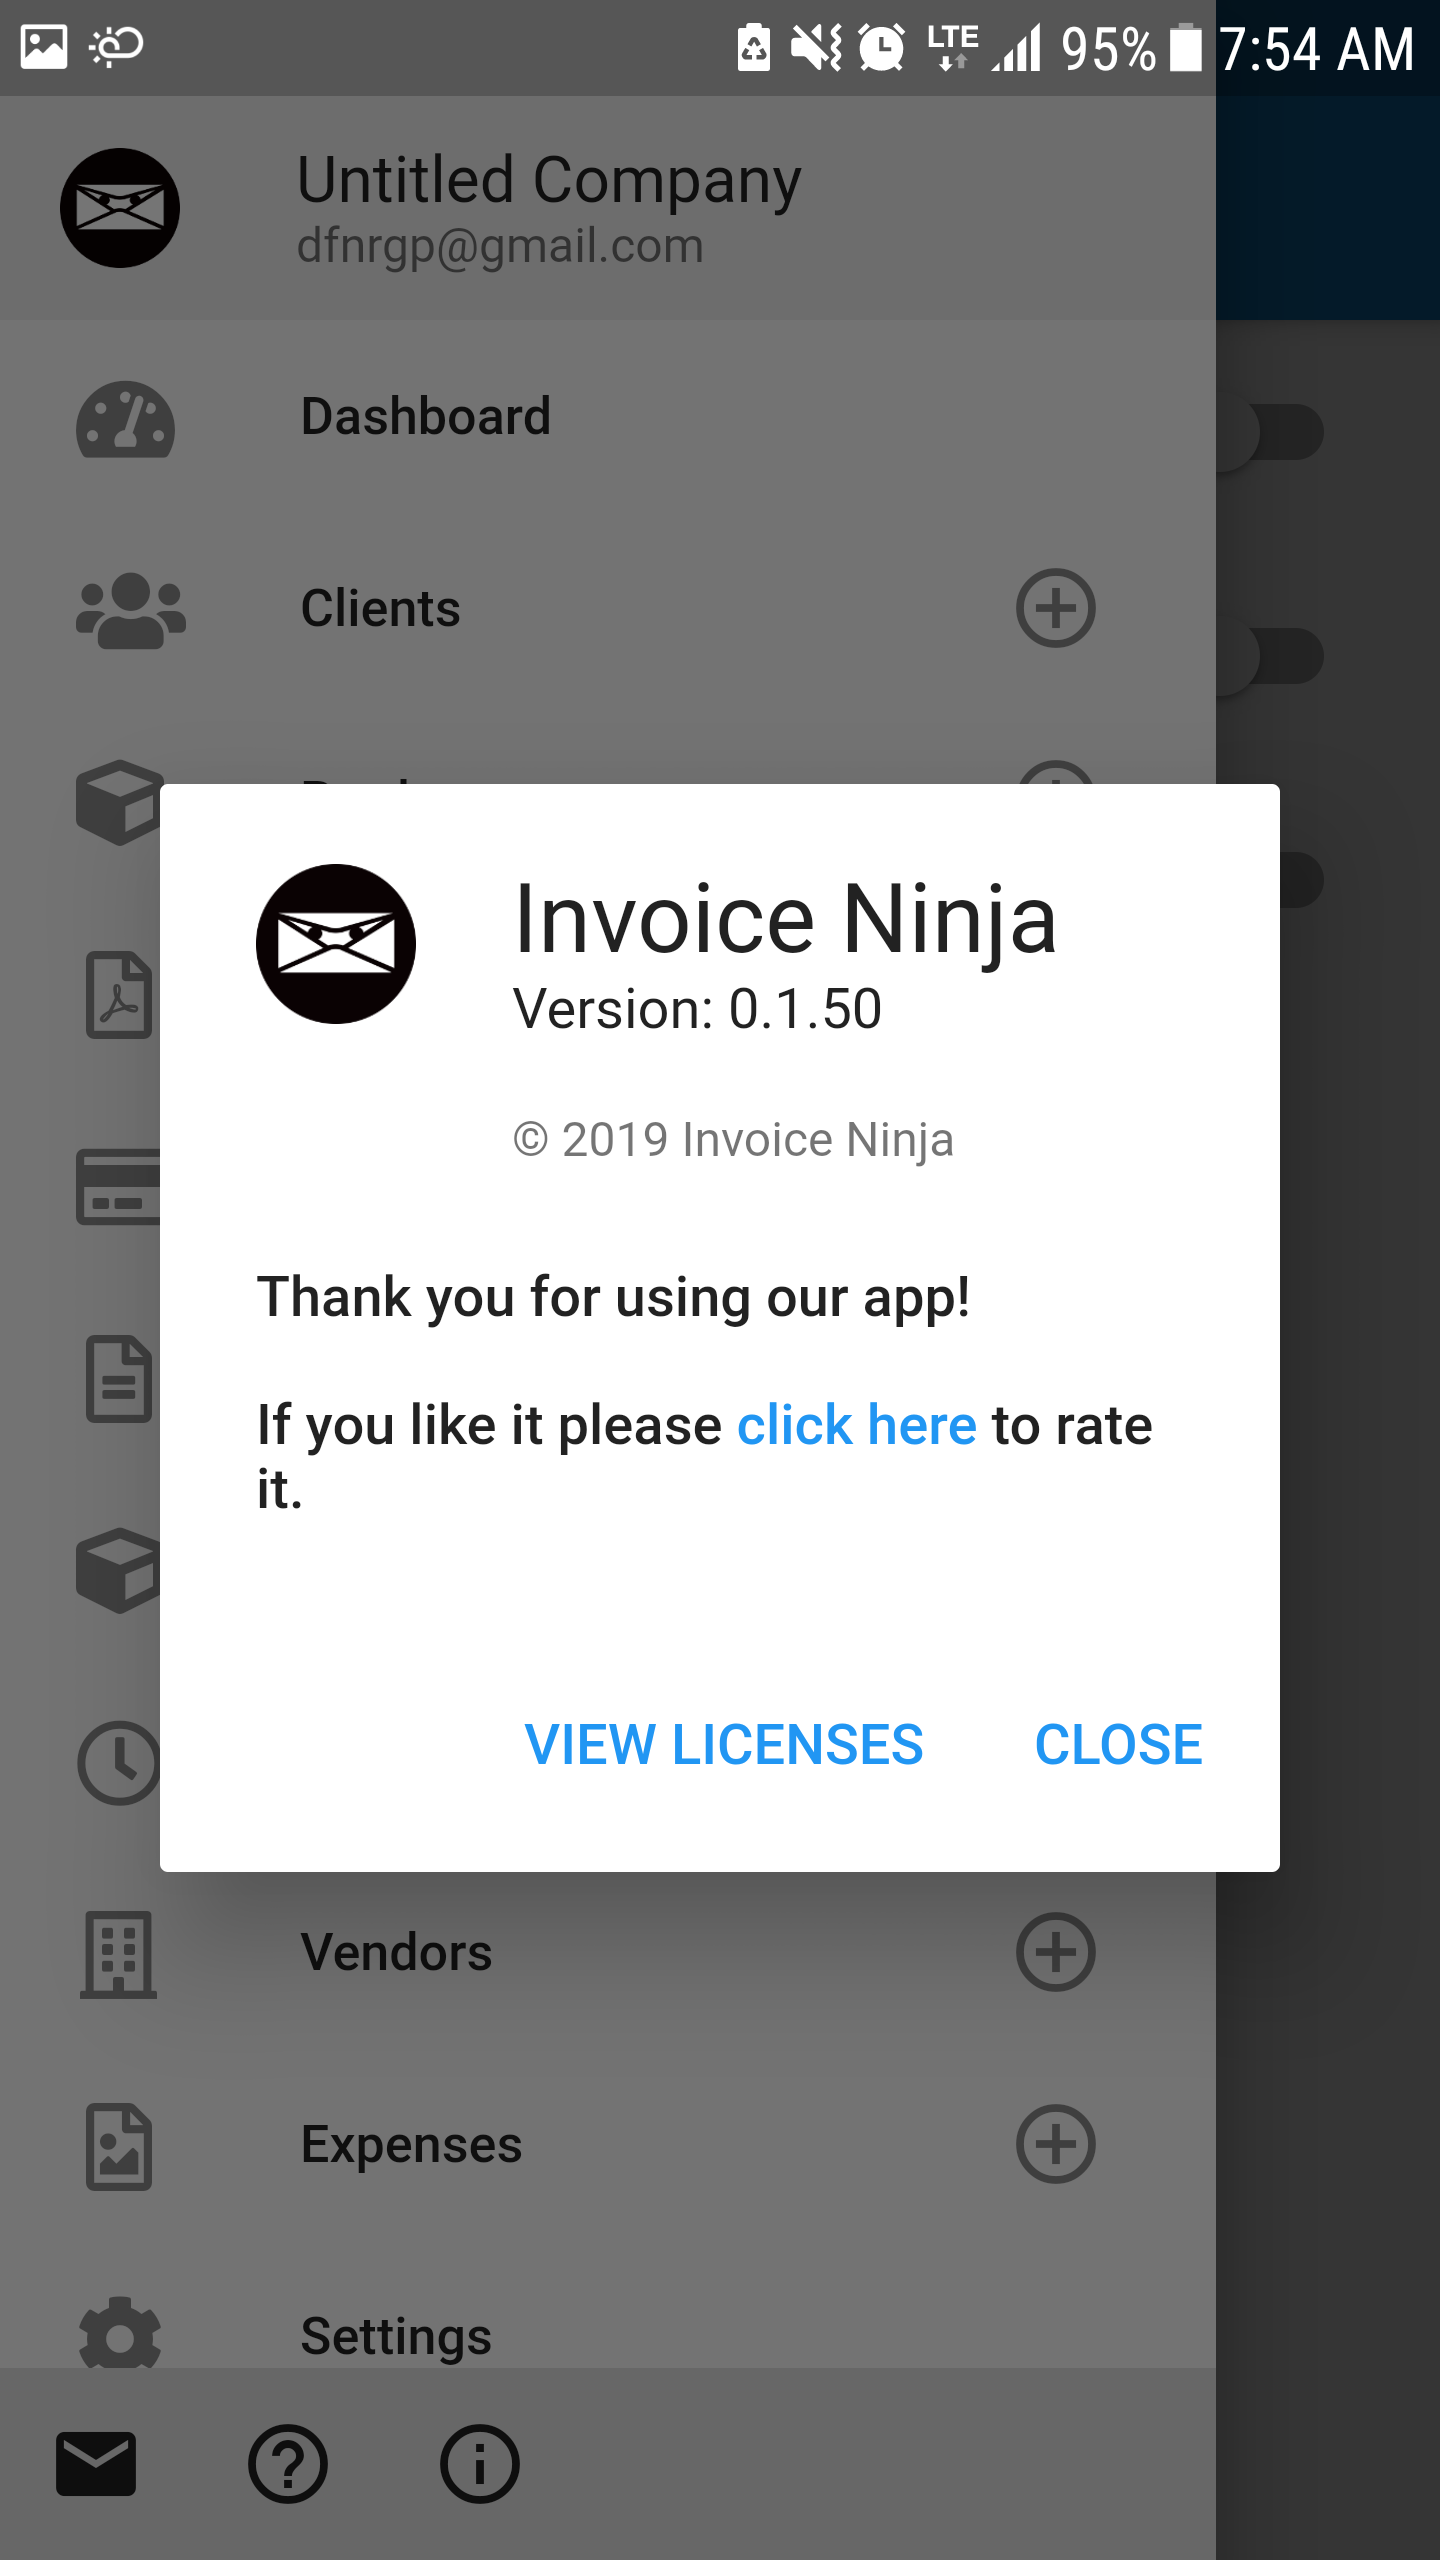 LTE 95% 7:54 AM
Untitled Company
dfnrgp@gmail.com
Dashboard
Clients
Invoice Ninja
Version: 0.1.50
© 2019 Invoice Ninja
Thank you for using our app!
If you like it please click here to rate
it.
VIEW LICENSES CLOSE
Vendors
Expenses
Settings